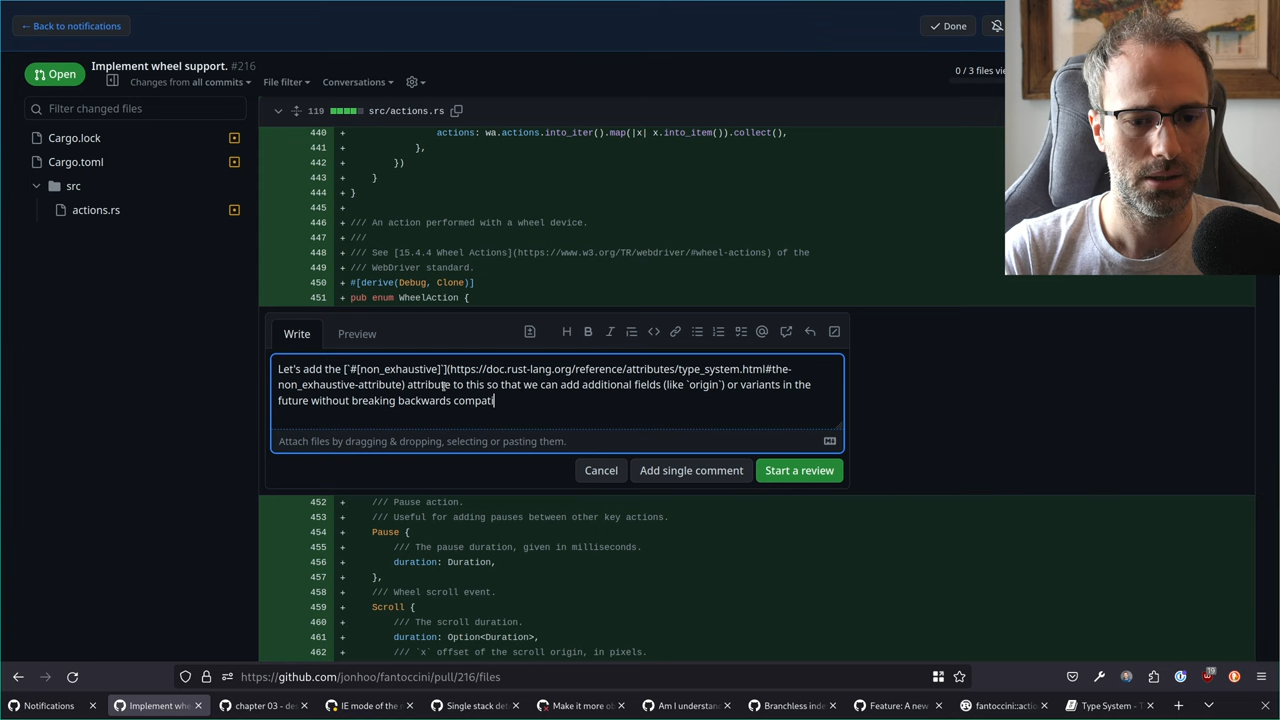 ← Back to notifications
Done
Open
Implement wheel support. #216
Changes from all commits
File filter
Conversations
0 / 3 files vie
Filter changed files
Cargo.lock
Cargo.toml
src
actions.rs
119 src/actions.rs
440 + actions: wa.actions.into_iter().map(|x| x.into_item()).collect(),
441 + },
442 + })
443 + }
444 + }
445 +
446 + /// An action performed with a wheel device.
447 + ///
448 + /// See [15.4.4 Wheel Actions](https://www.w3.org/TR/webdriver/#wheel-actions) of the
449 + /// WebDriver standard.
450 + #[derive(Debug, Clone)]
451 + pub enum WheelAction {
Write
Preview
Let's add the [`#[non_exhaustive]`](https://doc.rust-lang.org/reference/attributes/type_system.html#the-
non_exhaustive-attribute) attribute to this so that we can add additional fields (like `origin`) or variants in the
future without breaking backwards compati
Attach files by dragging & dropping, selecting or pasting them.
Cancel
Add single comment
Start a review
452 + /// Pause action.
453 + /// Useful for adding pauses between other key actions.
454 + Pause {
455 + /// The pause duration, given in milliseconds.
456 + duration: Duration,
457 + },
458 + /// Wheel scroll event.
459 + Scroll {
460 + /// The scroll duration.
461 + duration: Option<Duration>,
462 + /// `x` offset of the scroll origin, in pixels.
https://github.com/jonhoo/fantoccini/pull/216/files
19
Notifications
Implement whe
chapter 03 - de
IE mode of the
Single stack det
Make it more ob
Am I understand
Branchless inde
Feature: A new
fantoccini::actio
Type System - T